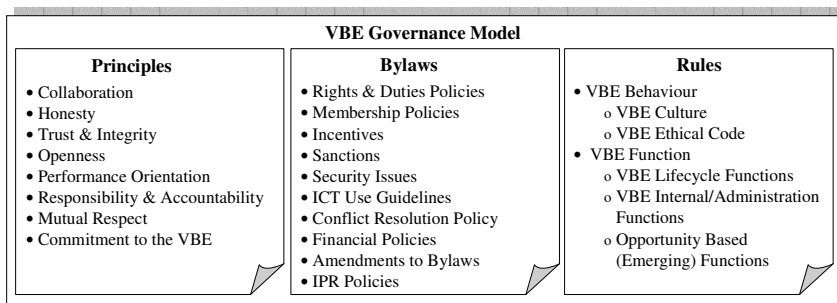 VBE Governance Model
Principles
• Collaboration
• Honesty
• Trust & Integrity
• Openness
• Performance Orientation
• Responsibility & Accountability
• Mutual Respect
• Commitment to the VBE
Bylaws
• Rights & Duties Policies
• Membership Policies
• Incentives
• Sanctions
• Security Issues
• ICT Use Guidelines
• Conflict Resolution Policy
• Financial Policies
• Amendments to Bylaws
• IPR Policies
Rules
• VBE Behaviour
o VBE Culture
o VBE Ethical Code
• VBE Function
o VBE Lifecycle Functions
o VBE Internal/Administration
Functions
o Opportunity Based
(Emerging) Functions